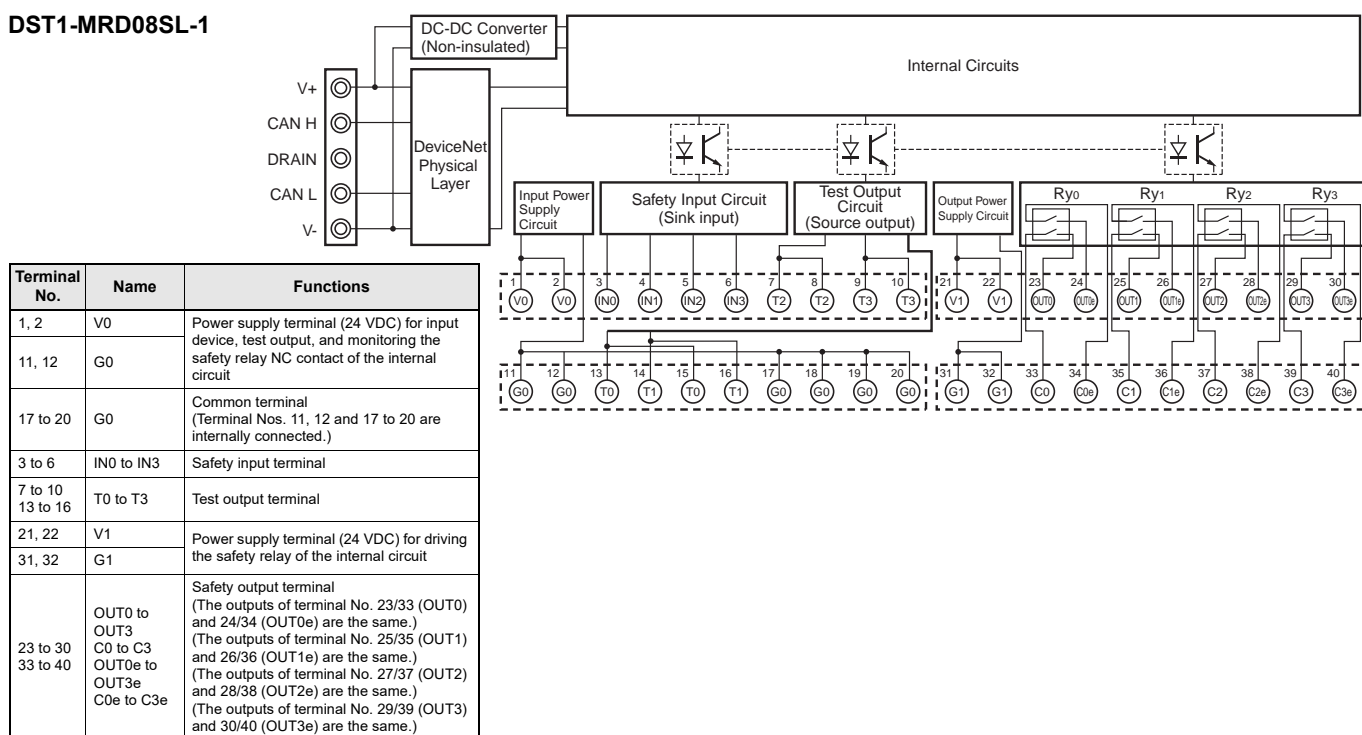 DST1-MRD08SL-1
DC-DC Converter
(Non-insulated)
Internal Circuits
V+
CAN H
DRAIN
CAN L
V-
DeviceNet
Physical
Layer
Input Power
Supply
Circuit
Safety Input Circuit
(Sink input)
Test Output
Circuit
(Source output)
Output Power
Supply Circuit
Ry0 Ry1 Ry2 Ry3
1 2 3 4 5 6 7 8 9 10
V0 V0 IN0 IN1 IN2 IN3 T2 T2 T3 T3
21 22 23 24 25 26 27 28 29 30
V1 V1 OUT0 OUT0e OUT1 OUT1e OUT2 OUT2e OUT3 OUT3e
11 12 13 14 15 16 17 18 19 20
G0 G0 T0 T1 T0 T1 G0 G0 G0 G0
31 32 33 34 35 36 37 38 39 40
G1 G1 C0 C0e C1 C1e C2 C2e C3 C3e
Terminal
No.
Name
Functions
1, 2
V0
11, 12
G0
Power supply terminal (24 VDC) for input
device, test output, and monitoring the
safety relay NC contact of the internal
circuit
17 to 20
G0
Common terminal
(Terminal Nos. 11, 12 and 17 to 20 are
internally connected.)
3 to 6
IN0 to IN3
Safety input terminal
7 to 10
13 to 16
T0 to T3
Test output terminal
21, 22
V1
31, 32
G1
Power supply terminal (24 VDC) for driving
the safety relay of the internal circuit
23 to 30
33 to 40
OUT0 to
OUT3
C0 to C3
OUT0e to
OUT3e
C0e to C3e
Safety output terminal
(The outputs of terminal No. 23/33 (OUT0)
and 24/34 (OUT0e) are the same.)
(The outputs of terminal No. 25/35 (OUT1)
and 26/36 (OUT1e) are the same.)
(The outputs of terminal No. 27/37 (OUT2)
and 28/38 (OUT2e) are the same.)
(The outputs of terminal No. 29/39 (OUT3)
and 30/40 (OUT3e) are the same.)